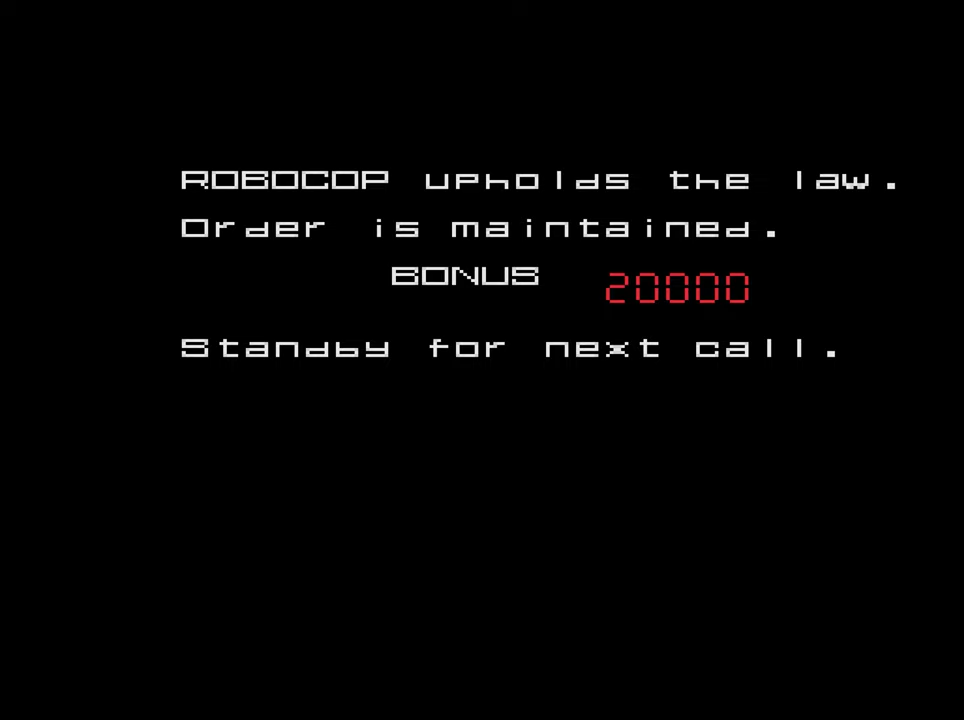 ROBOCOP upholds the law.
Order is maintained.
BONUS 20000
Standby for next call.